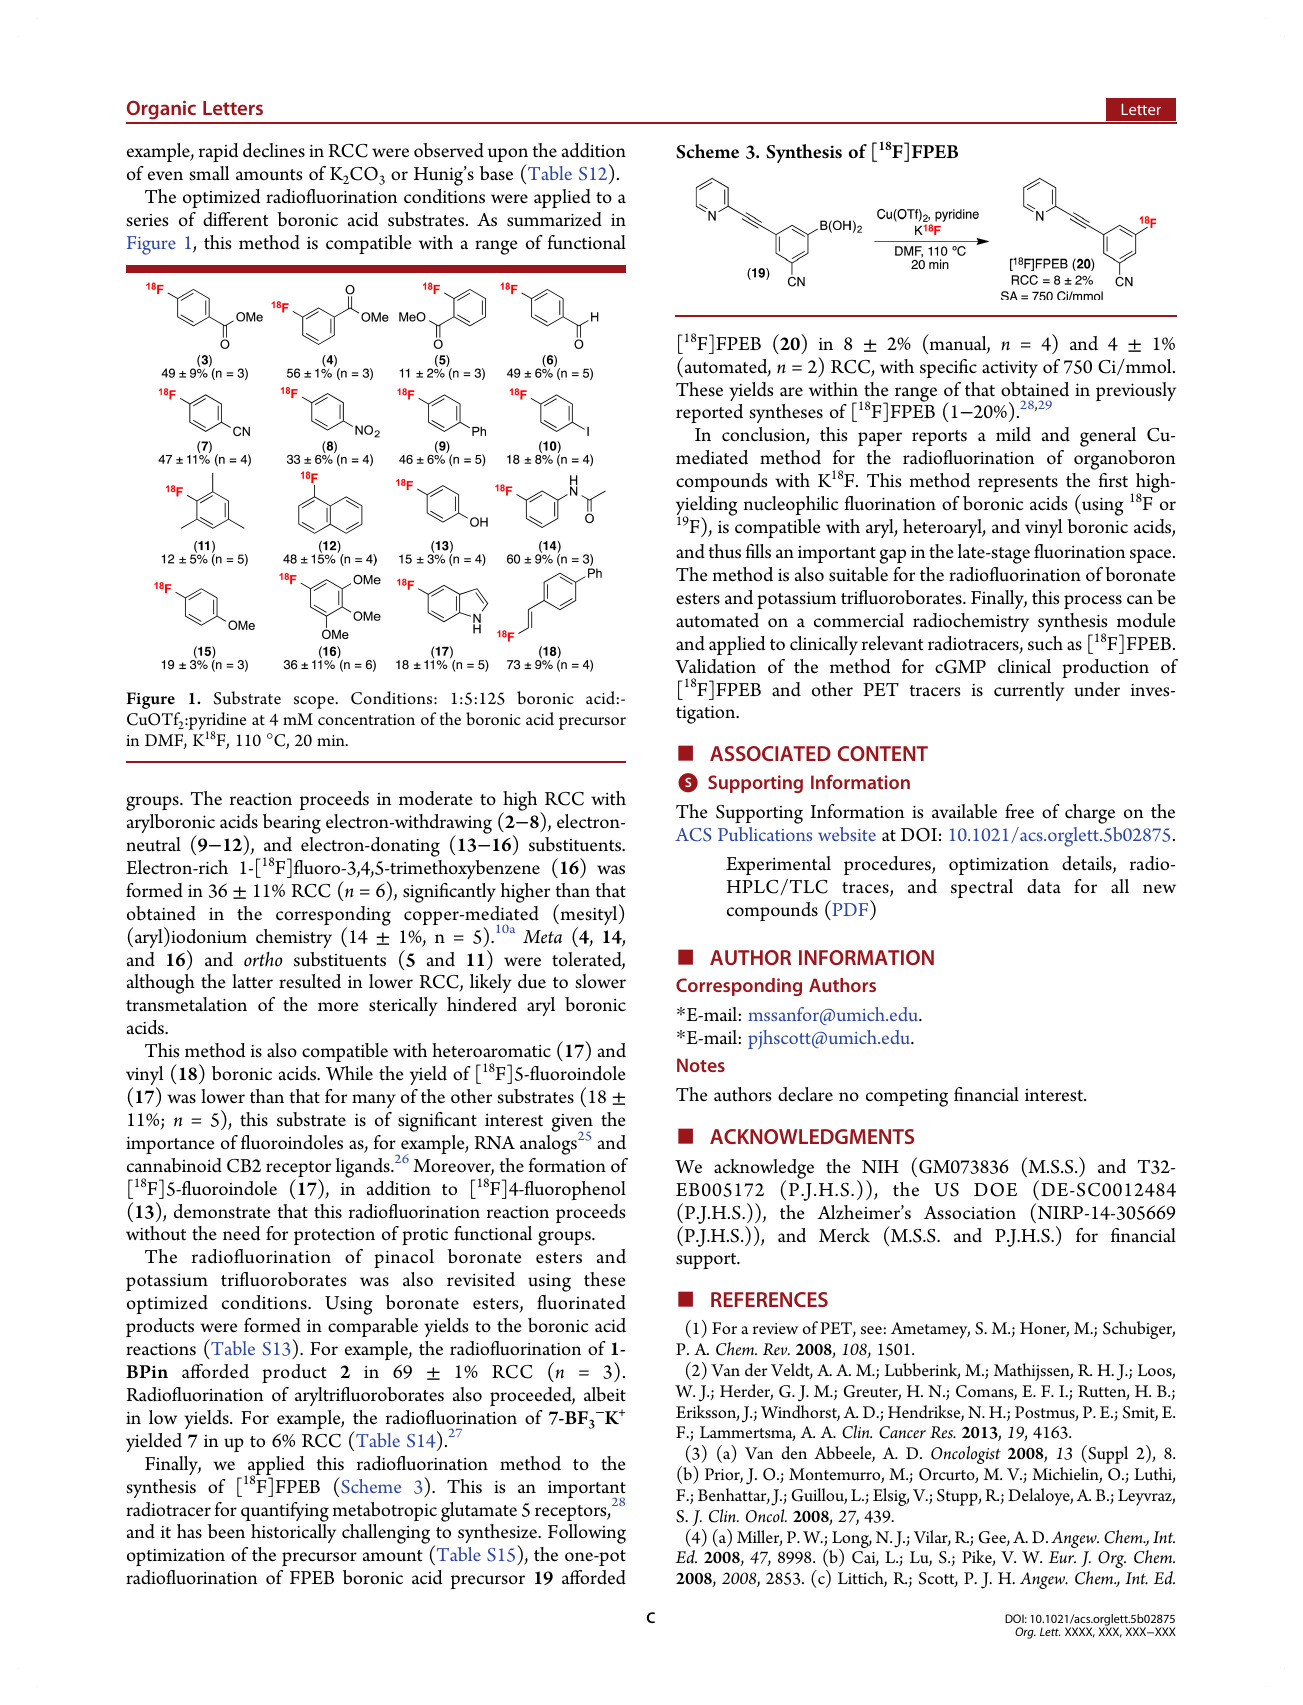 Organic Letters
Letter
example, rapid declines in RCC were observed upon the addition
of even small amounts of K2CO3 or Hunig's base (Table S12).
The optimized radiofluorination conditions were applied to a
series of different boronic acid substrates. As summarized in
Figure 1, this method is compatible with a range of functional
18F OMe O
(3)
49 ± 9% (n = 3)
18F O OMe
(4)
56 ± 1% (n = 3)
18F MeO O
(5)
11 ± 2% (n = 3)
18F H O
(6)
49 ± 6% (n = 5)
18F CN
(7)
47 ± 11% (n = 4)
18F NO2
(8)
33 ± 6% (n = 4)
18F Ph
(9)
46 ± 6% (n = 5)
18F I
(10)
18 ± 8% (n = 4)
18F
(11)
12 ± 5% (n = 5)
18F
(12)
48 ± 15% (n = 4)
18F OH
(13)
15 ± 3% (n = 4)
18F H N O
(14)
60 ± 9% (n = 3)
18F OMe
(15)
19 ± 3% (n = 3)
18F OMe OMe OMe
(16)
36 ± 11% (n = 6)
18F N H
(17)
18 ± 11% (n = 5)
Ph 18F
(18)
73 ± 9% (n = 4)
Figure 1. Substrate scope. Conditions: 1:5:125 boronic acid:-
CuOTf2:pyridine at 4 mM concentration of the boronic acid precursor
in DMF, K18F, 110 °C, 20 min.
groups. The reaction proceeds in moderate to high RCC with
arylboronic acids bearing electron-withdrawing (2−8), electron-
neutral (9−12), and electron-donating (13−16) substituents.
Electron-rich 1-[18F]fluoro-3,4,5-trimethoxybenzene (16) was
formed in 36 ± 11% RCC (n = 6), significantly higher than that
obtained in the corresponding copper-mediated (mesityl)
(aryl)iodonium chemistry (14 ± 1%, n = 5).10a Meta (4, 14,
and 16) and ortho substituents (5 and 11) were tolerated,
although the latter resulted in lower RCC, likely due to slower
transmetalation of the more sterically hindered aryl boronic
acids.
This method is also compatible with heteroaromatic (17) and
vinyl (18) boronic acids. While the yield of [18F]5-fluoroindole
(17) was lower than that for many of the other substrates (18 ±
11%; n = 5), this substrate is of significant interest given the
importance of fluoroindoles as, for example, RNA analogs25 and
cannabinoid CB2 receptor ligands.26 Moreover, the formation of
[18F]5-fluoroindole (17), in addition to [18F]4-fluorophenol
(13), demonstrate that this radiofluorination reaction proceeds
without the need for protection of protic functional groups.
The radiofluorination of pinacol boronate esters and
potassium trifluoroborates was also revisited using these
optimized conditions. Using boronate esters, fluorinated
products were formed in comparable yields to the boronic acid
reactions (Table S13). For example, the radiofluorination of 1-
BPin afforded product 2 in 69 ± 1% RCC (n = 3).
Radiofluorination of aryltrifluoroborates also proceeded, albeit
in low yields. For example, the radiofluorination of 7-BF3−K+
yielded 7 in up to 6% RCC (Table S14).27
Finally, we applied this radiofluorination method to the
synthesis of [18F]FPEB (Scheme 3). This is an important
radiotracer for quantifying metabotropic glutamate 5 receptors,28
and it has been historically challenging to synthesize. Following
optimization of the precursor amount (Table S15), the one-pot
radiofluorination of FPEB boronic acid precursor 19 afforded
Scheme 3. Synthesis of [18F]FPEB
N B(OH)2 CN
(19)
Cu(OTf)2, pyridine
K18F
DMF, 110 °C
20 min
N 18F CN
[18F]FPEB (20)
RCC = 8 ± 2%
SA = 750 Ci/mmol
[18F]FPEB (20) in 8 ± 2% (manual, n = 4) and 4 ± 1%
(automated, n = 2) RCC, with specific activity of 750 Ci/mmol.
These yields are within the range of that obtained in previously
reported syntheses of [18F]FPEB (1−20%).28,29
In conclusion, this paper reports a mild and general Cu-
mediated method for the radiofluorination of organoboron
compounds with K18F. This method represents the first high-
yielding nucleophilic fluorination of boronic acids (using 18F or
19F), is compatible with aryl, heteroaryl, and vinyl boronic acids,
and thus fills an important gap in the late-stage fluorination space.
The method is also suitable for the radiofluorination of boronate
esters and potassium trifluoroborates. Finally, this process can be
automated on a commercial radiochemistry synthesis module
and applied to clinically relevant radiotracers, such as [18F]FPEB.
Validation of the method for cGMP clinical production of
[18F]FPEB and other PET tracers is currently under inves-
tigation.
■ ASSOCIATED CONTENT
S Supporting Information
The Supporting Information is available free of charge on the
ACS Publications website at DOI: 10.1021/acs.orglett.5b02875.
Experimental procedures, optimization details, radio-
HPLC/TLC traces, and spectral data for all new
compounds (PDF)
■ AUTHOR INFORMATION
Corresponding Authors
*E-mail: mssanfor@umich.edu.
*E-mail: pjhscott@umich.edu.
Notes
The authors declare no competing financial interest.
■ ACKNOWLEDGMENTS
We acknowledge the NIH (GM073836 (M.S.S.) and T32-
EB005172 (P.J.H.S.)), the US DOE (DE-SC0012484
(P.J.H.S.)), the Alzheimer's Association (NIRP-14-305669
(P.J.H.S.)), and Merck (M.S.S. and P.J.H.S.) for financial
support.
■ REFERENCES
(1) For a review of PET, see: Ametamey, S. M.; Honer, M.; Schubiger,
P. A. Chem. Rev. 2008, 108, 1501.
(2) Van der Veldt, A. A. M.; Lubberink, M.; Mathijssen, R. H. J.; Loos,
W. J.; Herder, G. J. M.; Greuter, H. N.; Comans, E. F. I.; Rutten, H. B.;
Eriksson, J.; Windhorst, A. D.; Hendrikse, N. H.; Postmus, P. E.; Smit, E.
F.; Lammertsma, A. A. Clin. Cancer Res. 2013, 19, 4163.
(3) (a) Van den Abbeele, A. D. Oncologist 2008, 13 (Suppl 2), 8.
(b) Prior, J. O.; Montemurro, M.; Orcurto, M. V.; Michielin, O.; Luthi,
F.; Benhattar, J.; Guillou, L.; Elsig, V.; Stupp, R.; Delaloye, A. B.; Leyvraz,
S. J. Clin. Oncol. 2008, 27, 439.
(4) (a) Miller, P. W.; Long, N. J.; Vilar, R.; Gee, A. D. Angew. Chem., Int.
Ed. 2008, 47, 8998. (b) Cai, L.; Lu, S.; Pike, V. W. Eur. J. Org. Chem.
2008, 2008, 2853. (c) Littich, R.; Scott, P. J. H. Angew. Chem., Int. Ed.
C
DOI: 10.1021/acs.orglett.5b02875
Org. Lett. XXXX, XXX, XXX−XXX